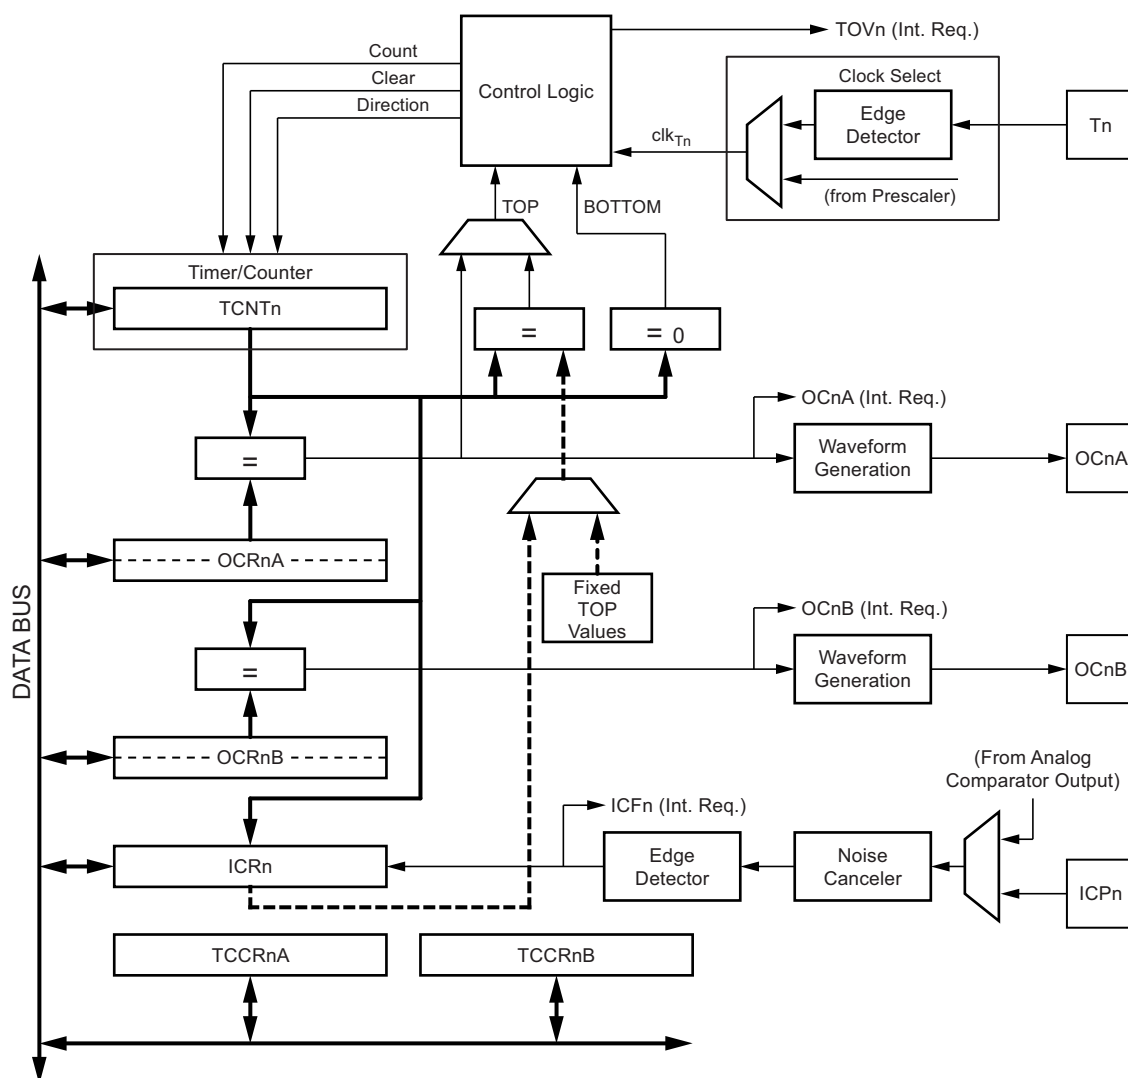 TOVn (Int. Req.)
Count
Clear
Direction
Control Logic
Clock Select
Edge
Detector
Tn
clkTn
(from Prescaler)
TOP
BOTTOM
Timer/Counter
TCNTn
=
= 0
OCnA (Int. Req.)
=
Waveform
Generation
OCnA
OCRnA
Fixed
TOP
Values
DATA BUS
OCnB (Int. Req.)
=
Waveform
Generation
OCnB
OCRnB
(From Analog
Comparator Output)
ICFn (Int. Req.)
ICRn
Edge
Detector
Noise
Canceler
ICPn
TCCRnA
TCCRnB